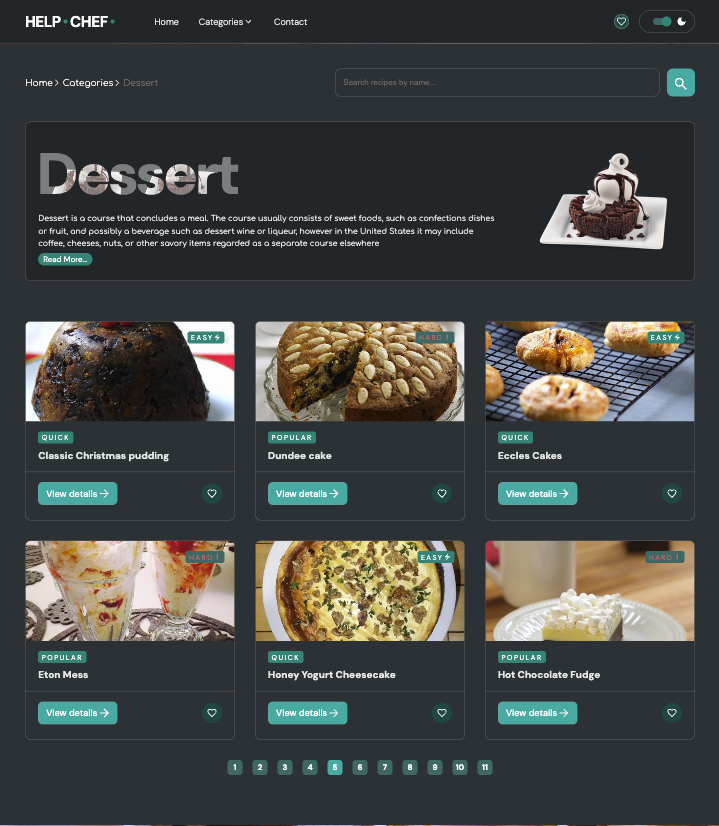 HELP • CHEF •
Home Categories Contact
Home > Categories > Dessert
Search recipes by name...
Dessert
Dessert is a course that concludes a meal. The course usually consists of sweet foods, such as confections dishes
or fruit, and possibly a beverage such as dessert wine or liqueur, however in the United States it may include
coffee, cheeses, nuts, or other savory items regarded as a separate course elsewhere
Read More...
EASY
HARD !
EASY
QUICK
POPULAR
QUICK
Classic Christmas pudding
Dundee cake
Eccles Cakes
View details →
View details →
View details →
HARD !
EASY
HARD !
POPULAR
QUICK
POPULAR
Eton Mess
Honey Yogurt Cheesecake
Hot Chocolate Fudge
View details →
View details →
View details →
1 2 3 4 5 6 7 8 9 10 11